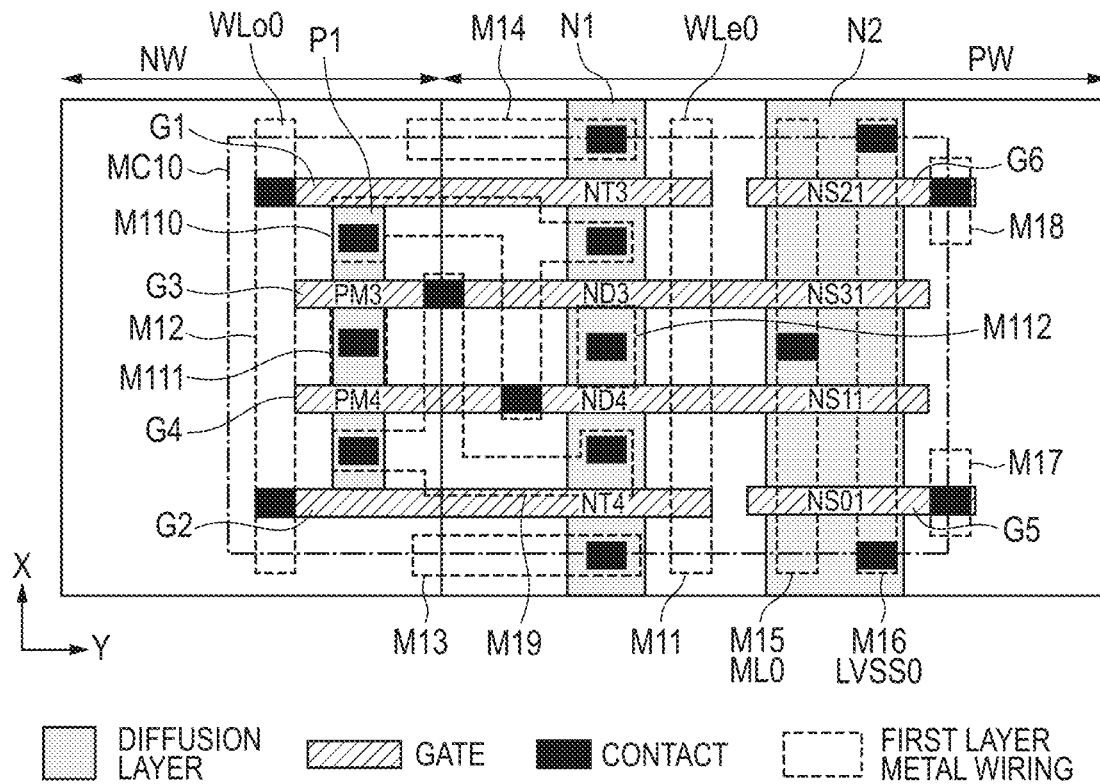 WLo0
P1
M14
N1
WLe0
N2
NW
PW
G1
MC10
NT3
NS21
G6
M110
M18
G3
PM3
ND3
NS31
M12
M111
M112
G4
PM4
ND4
NS11
M17
G2
NT4
NS01
G5
X
Y
M13
M19
M11
M15
ML0
M16
LVSS0
DIFFUSION
LAYER
GATE
CONTACT
FIRST LAYER
METAL WIRING